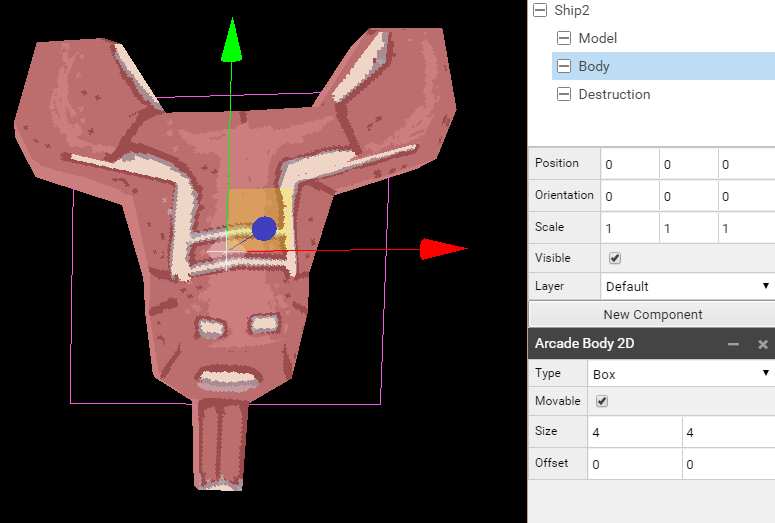 Ship2
Model
Body
Destruction
Position 0 0 0
Orientation 0 0 0
Scale 1 1 1
Visible
Layer Default
New Component
Arcade Body 2D
Type Box
Movable
Size 4 4
Offset 0 0